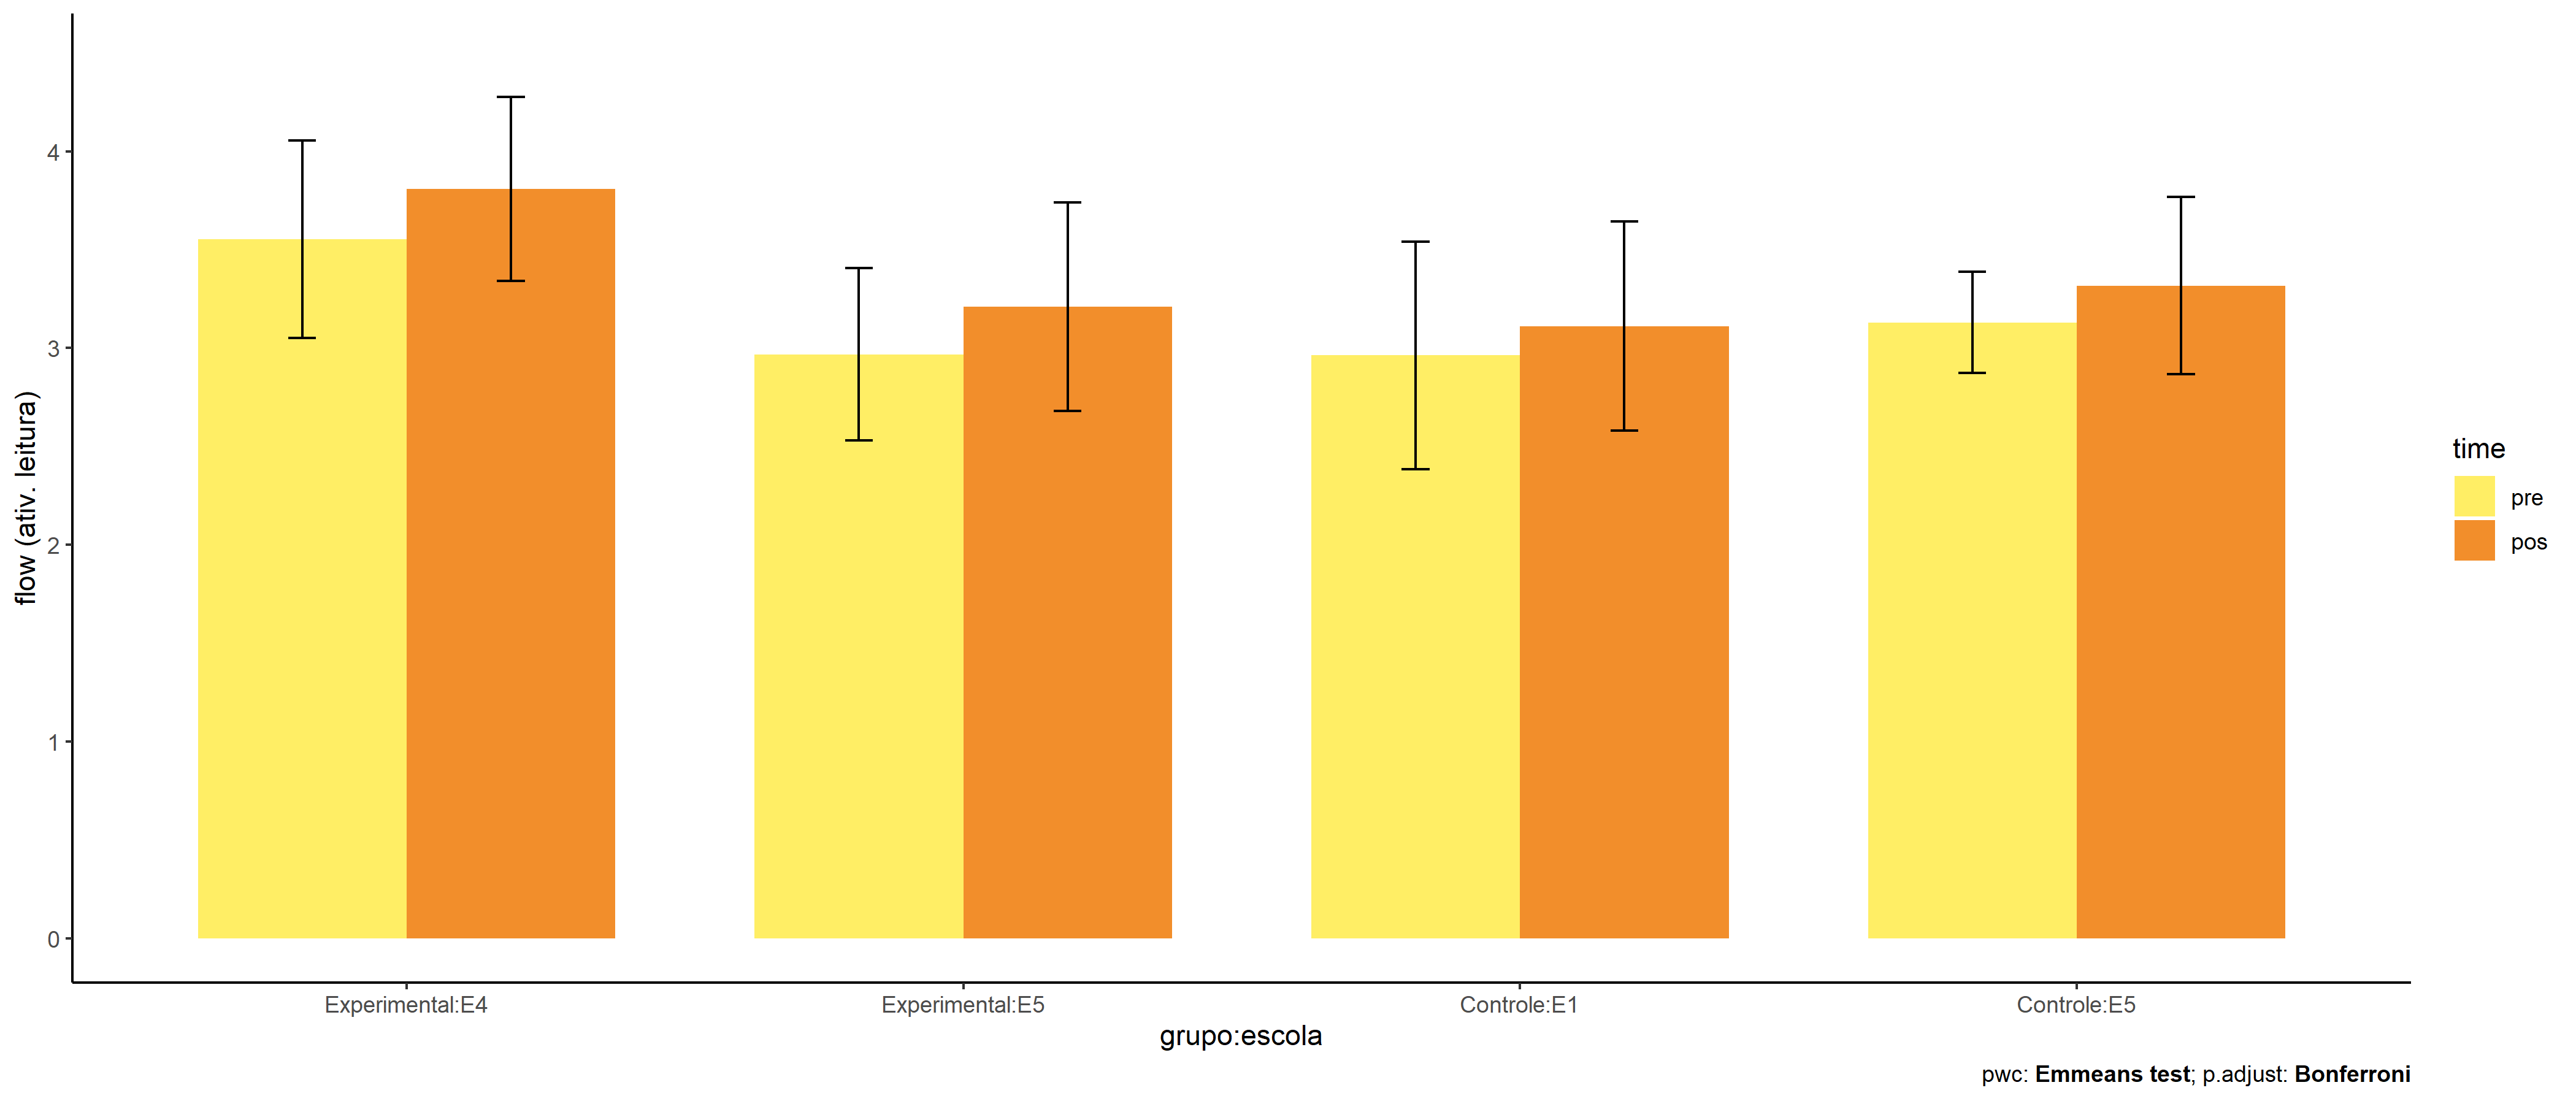 flow (ativ. leitura)
4
3
2
1
0
Experimental:E4
Experimental:E5
Controle:E1
Controle:E5
grupo:escola
time
pre
pos
pwc: Emmeans test; p.adjust: Bonferroni